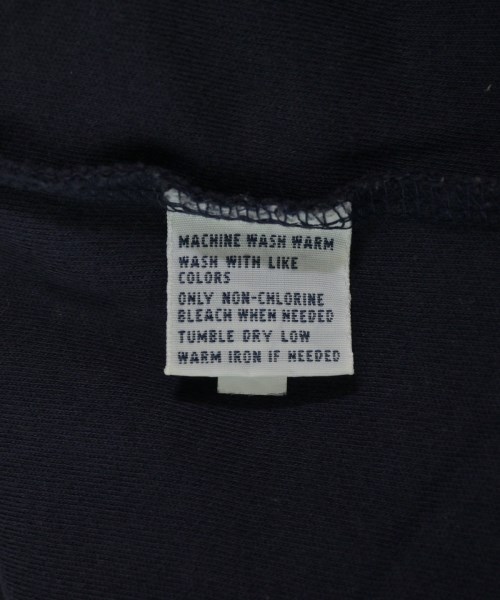 MACHINE WASH WARM
WASH WITH LIKE
COLORS
ONLY NON-CHLORINE
BLEACH WHEN NEEDED
TUMBLE DRY LOW
WARM IRON IF NEEDED